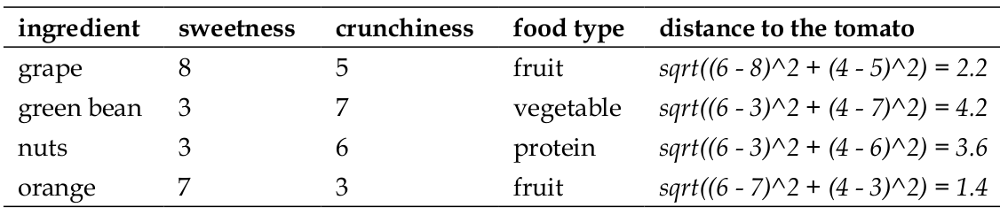 ingredient sweetness crunchiness food type distance to the tomato
grape 8 5 fruit sqrt((6 - 8)^2 + (4 - 5)^2) = 2.2
green bean 3 7 vegetable sqrt((6 - 3)^2 + (4 - 7)^2) = 4.2
nuts 3 6 protein sqrt((6 - 3)^2 + (4 - 6)^2) = 3.6
orange 7 3 fruit sqrt((6 - 7)^2 + (4 - 3)^2) = 1.4